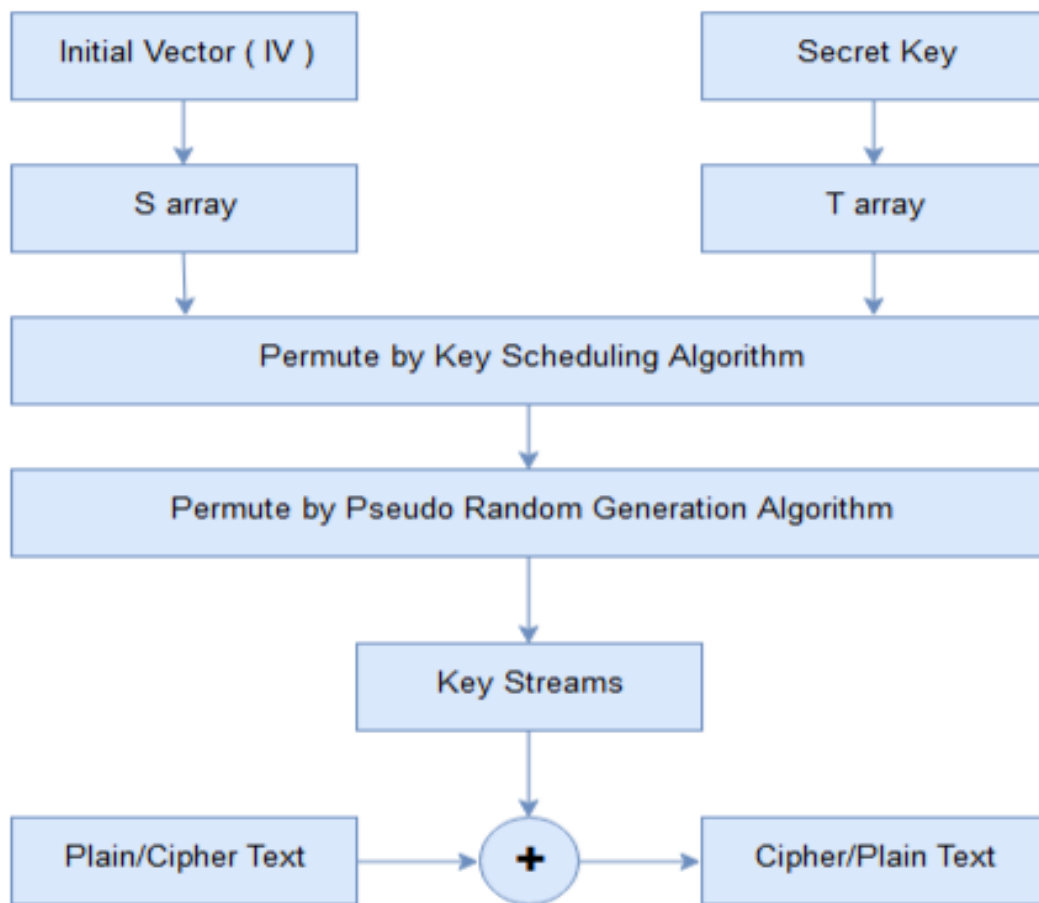 Initial Vector ( IV )
Secret Key
S array
T array
Permute by Key Scheduling Algorithm
Permute by Pseudo Random Generation Algorithm
Key Streams
Plain/Cipher Text
+
Cipher/Plain Text